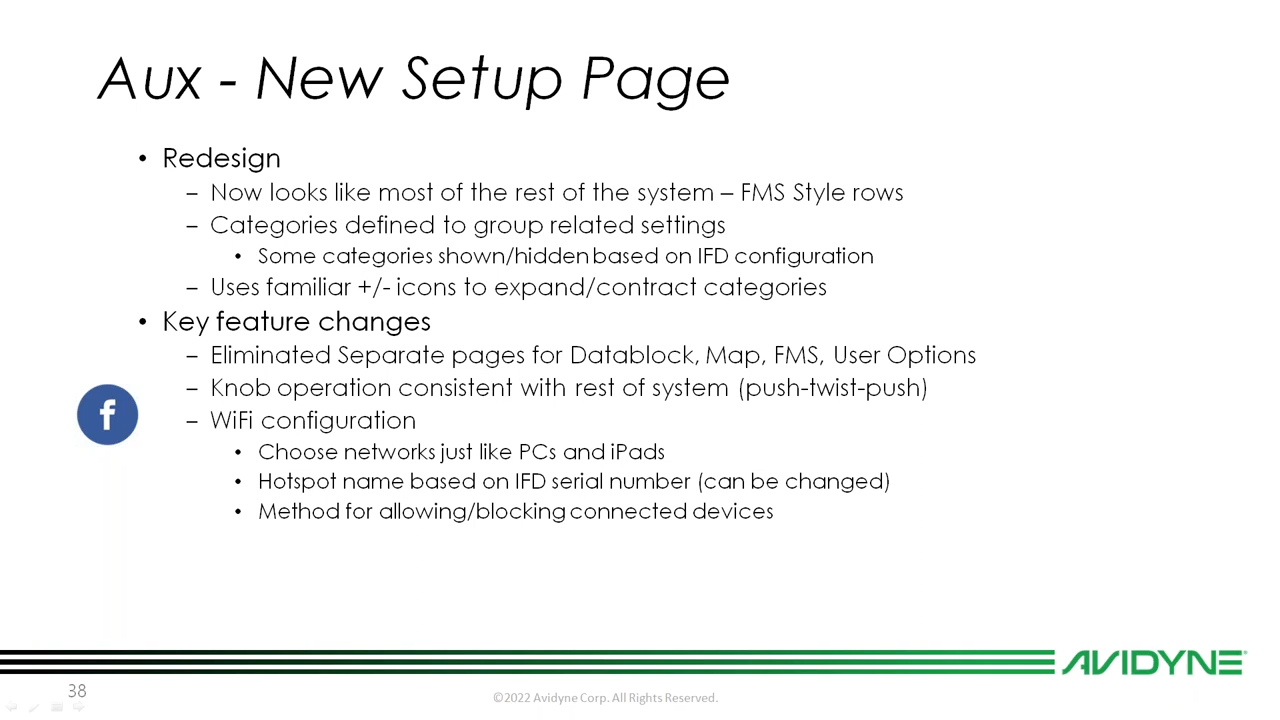 Aux - New Setup Page
• Redesign
– Now looks like most of the rest of the system – FMS Style rows
– Categories defined to group related settings
• Some categories shown/hidden based on IFD configuration
– Uses familiar +/- icons to expand/contract categories
• Key feature changes
– Eliminated Separate pages for Datablock, Map, FMS, User Options
– Knob operation consistent with rest of system (push-twist-push)
f
– WiFi configuration
• Choose networks just like PCs and iPads
• Hotspot name based on IFD serial number (can be changed)
• Method for allowing/blocking connected devices
AVIDYNE
38
©2022 Avidyne Corp. All Rights Reserved.